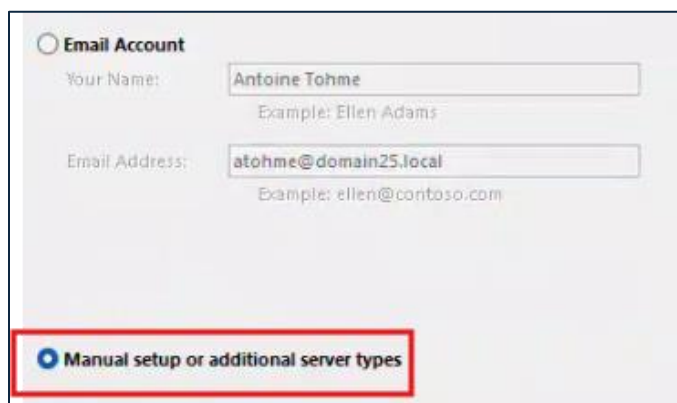 Email Account
Your Name: Antoine Tohme
Example: Ellen Adams
Email Address: atohme@domain25.local
Example: ellen@contoso.com
Manual setup or additional server types